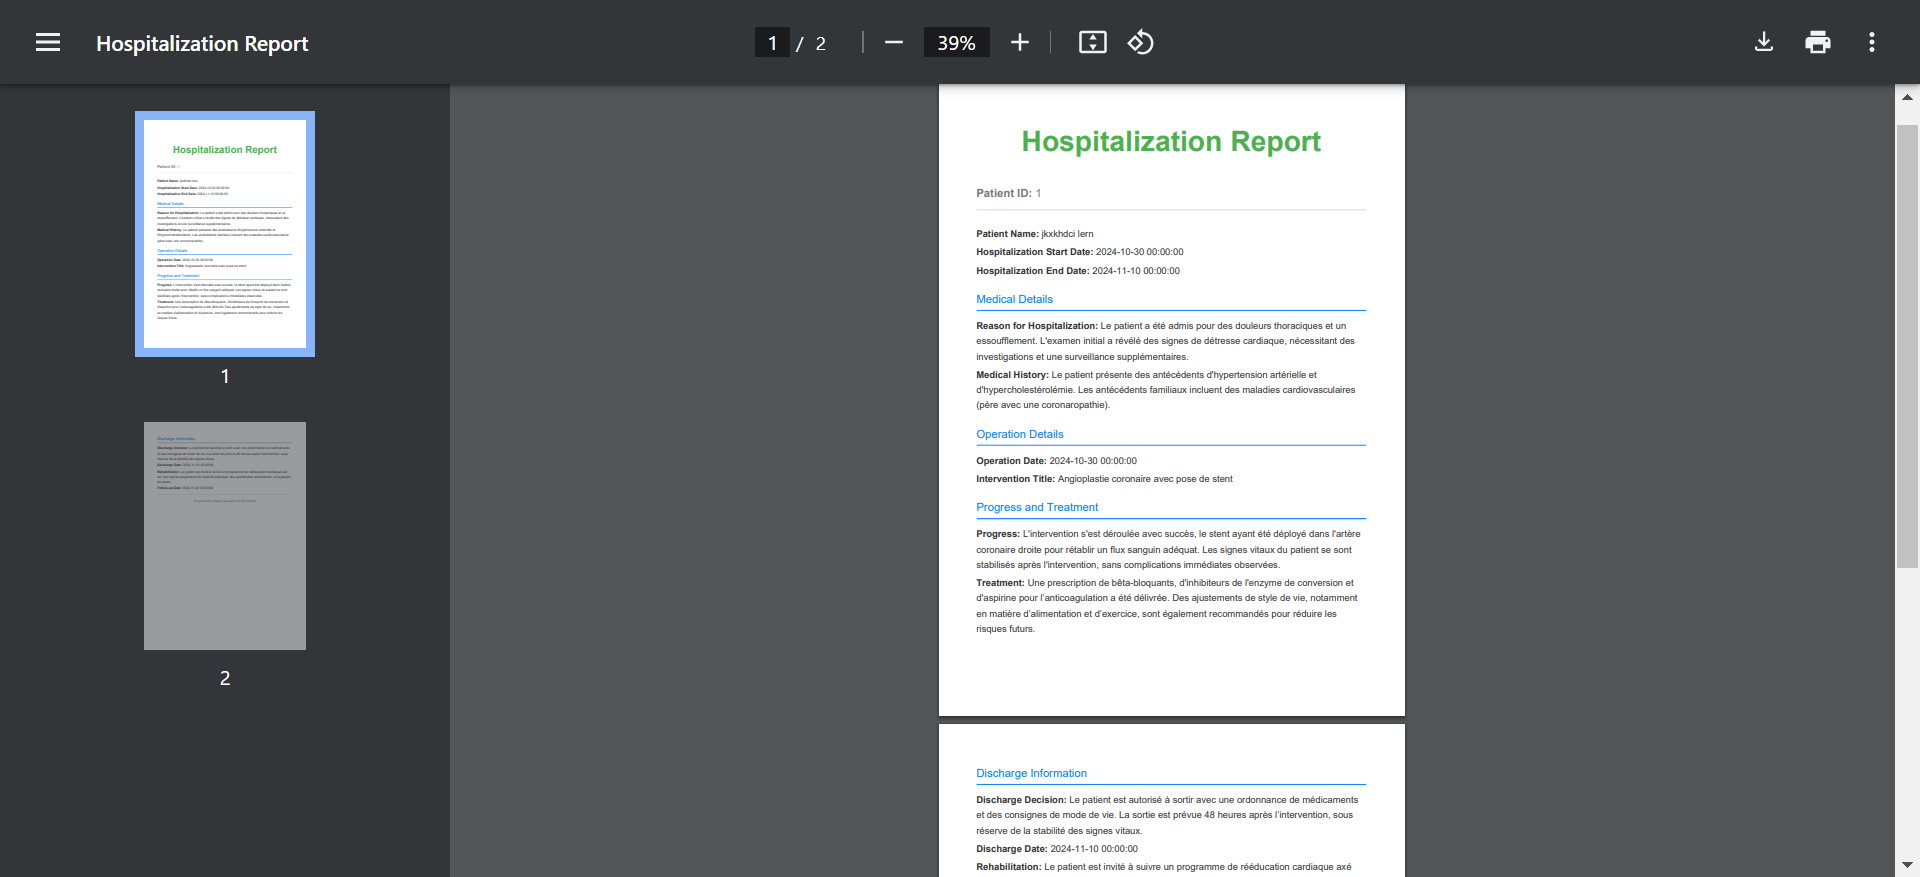 Hospitalization Report
1 / 2
39%
Hospitalization Report
Patient ID: 1
1
2
Hospitalization Report
Patient ID: 1
Patient Name: jkxkhdci lern
Hospitalization Start Date: 2024-10-30 00:00:00
Hospitalization End Date: 2024-11-10 00:00:00
Medical Details
Reason for Hospitalization: Le patient a été admis pour des douleurs thoraciques et un
essoufflement. L'examen initial a révélé des signes de détresse cardiaque, nécessitant des
investigations et une surveillance supplémentaires.
Medical History: Le patient présente des antécédents d'hypertension artérielle et
d'hypercholestérolémie. Les antécédents familiaux incluent des maladies cardiovasculaires
(père avec une coronaropathie).
Operation Details
Operation Date: 2024-10-30 00:00:00
Intervention Title: Angioplastie coronaire avec pose de stent
Progress and Treatment
Progress: L'intervention s'est déroulée avec succès, le stent ayant été déployé dans l'artère
coronaire droite pour rétablir un flux sanguin adéquat. Les signes vitaux du patient se sont
stabilisés après l'intervention, sans complications immédiates observées.
Treatment: Une prescription de bêta-bloquants, d'inhibiteurs de l'enzyme de conversion et
d'aspirine pour l'anticoagulation a été délivrée. Des ajustements de style de vie, notamment
en matière d'alimentation et d'exercice, sont également recommandés pour réduire les
risques futurs.
Discharge Information
Discharge Decision: Le patient est autorisé à sortir avec une ordonnance de médicaments
et des consignes de mode de vie. La sortie est prévue 48 heures après l'intervention, sous
réserve de la stabilité des signes vitaux.
Discharge Date: 2024-11-10 00:00:00
Rehabilitation: Le patient est invité à suivre un programme de rééducation cardiaque axé